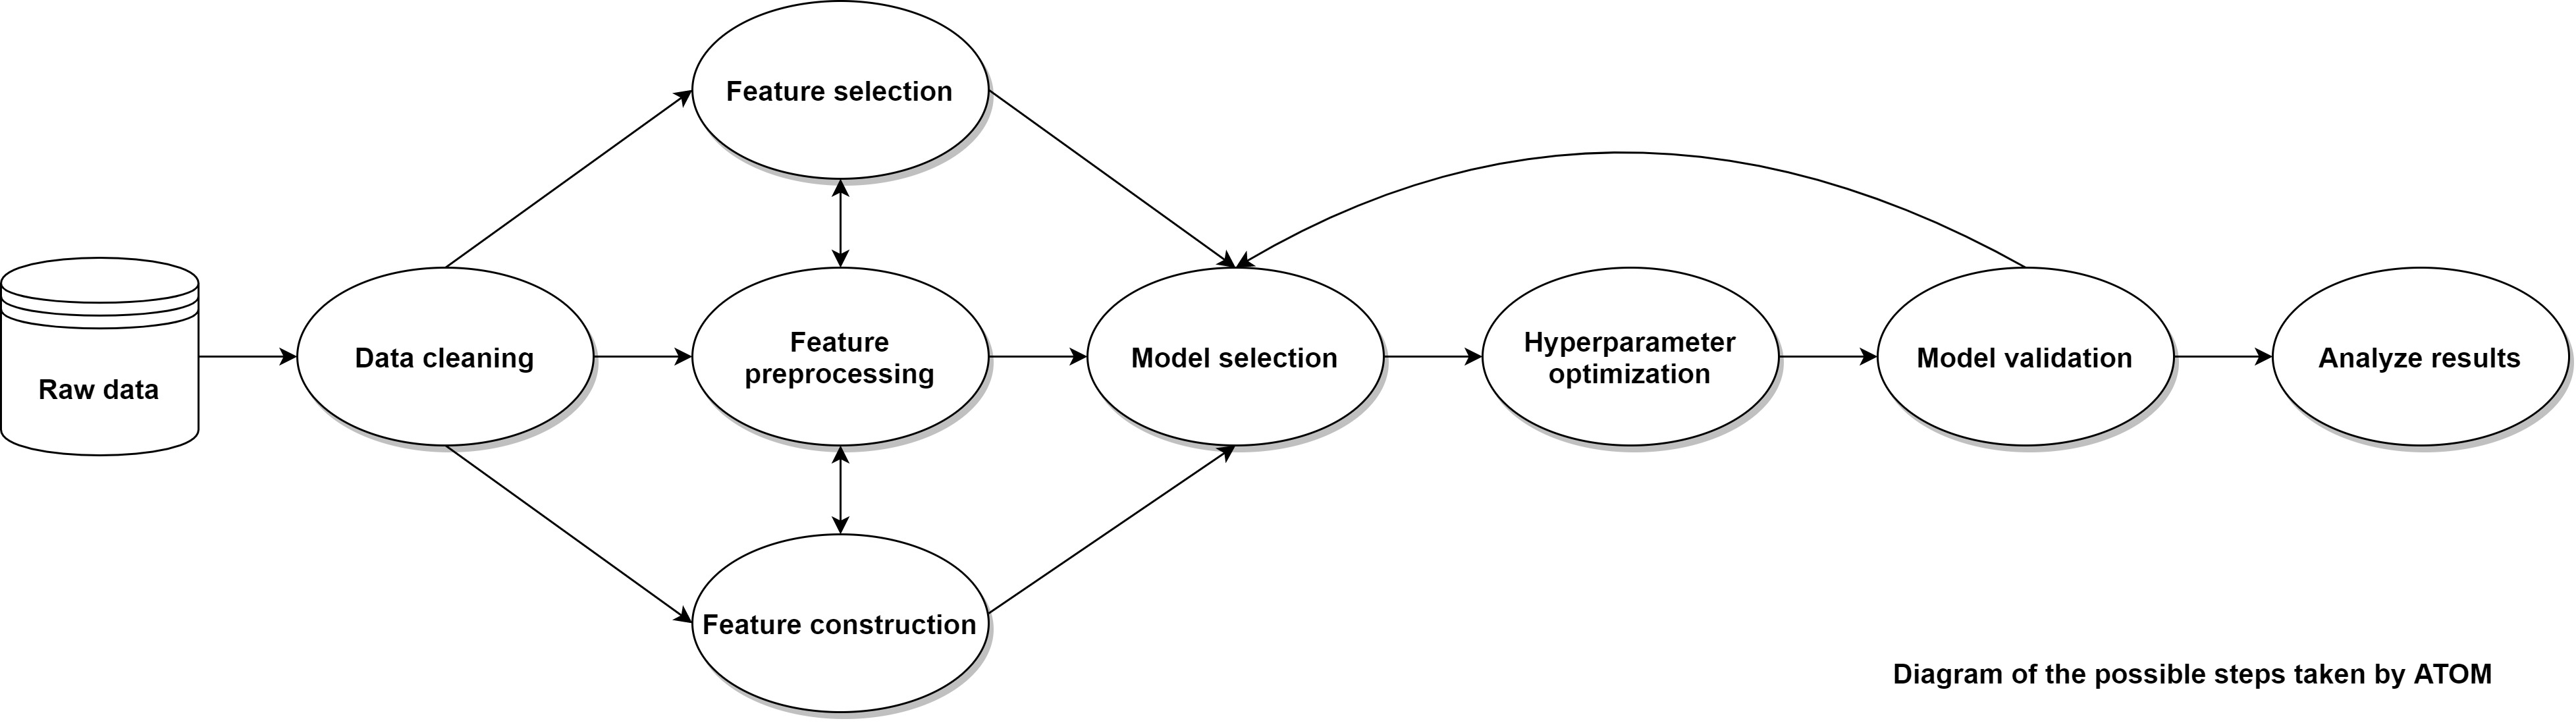 Feature selection
Raw data
Data cleaning
Feature
preprocessing
Model selection
Hyperparameter
optimization
Model validation
Analyze results
Feature construction
Diagram of the possible steps taken by ATOM